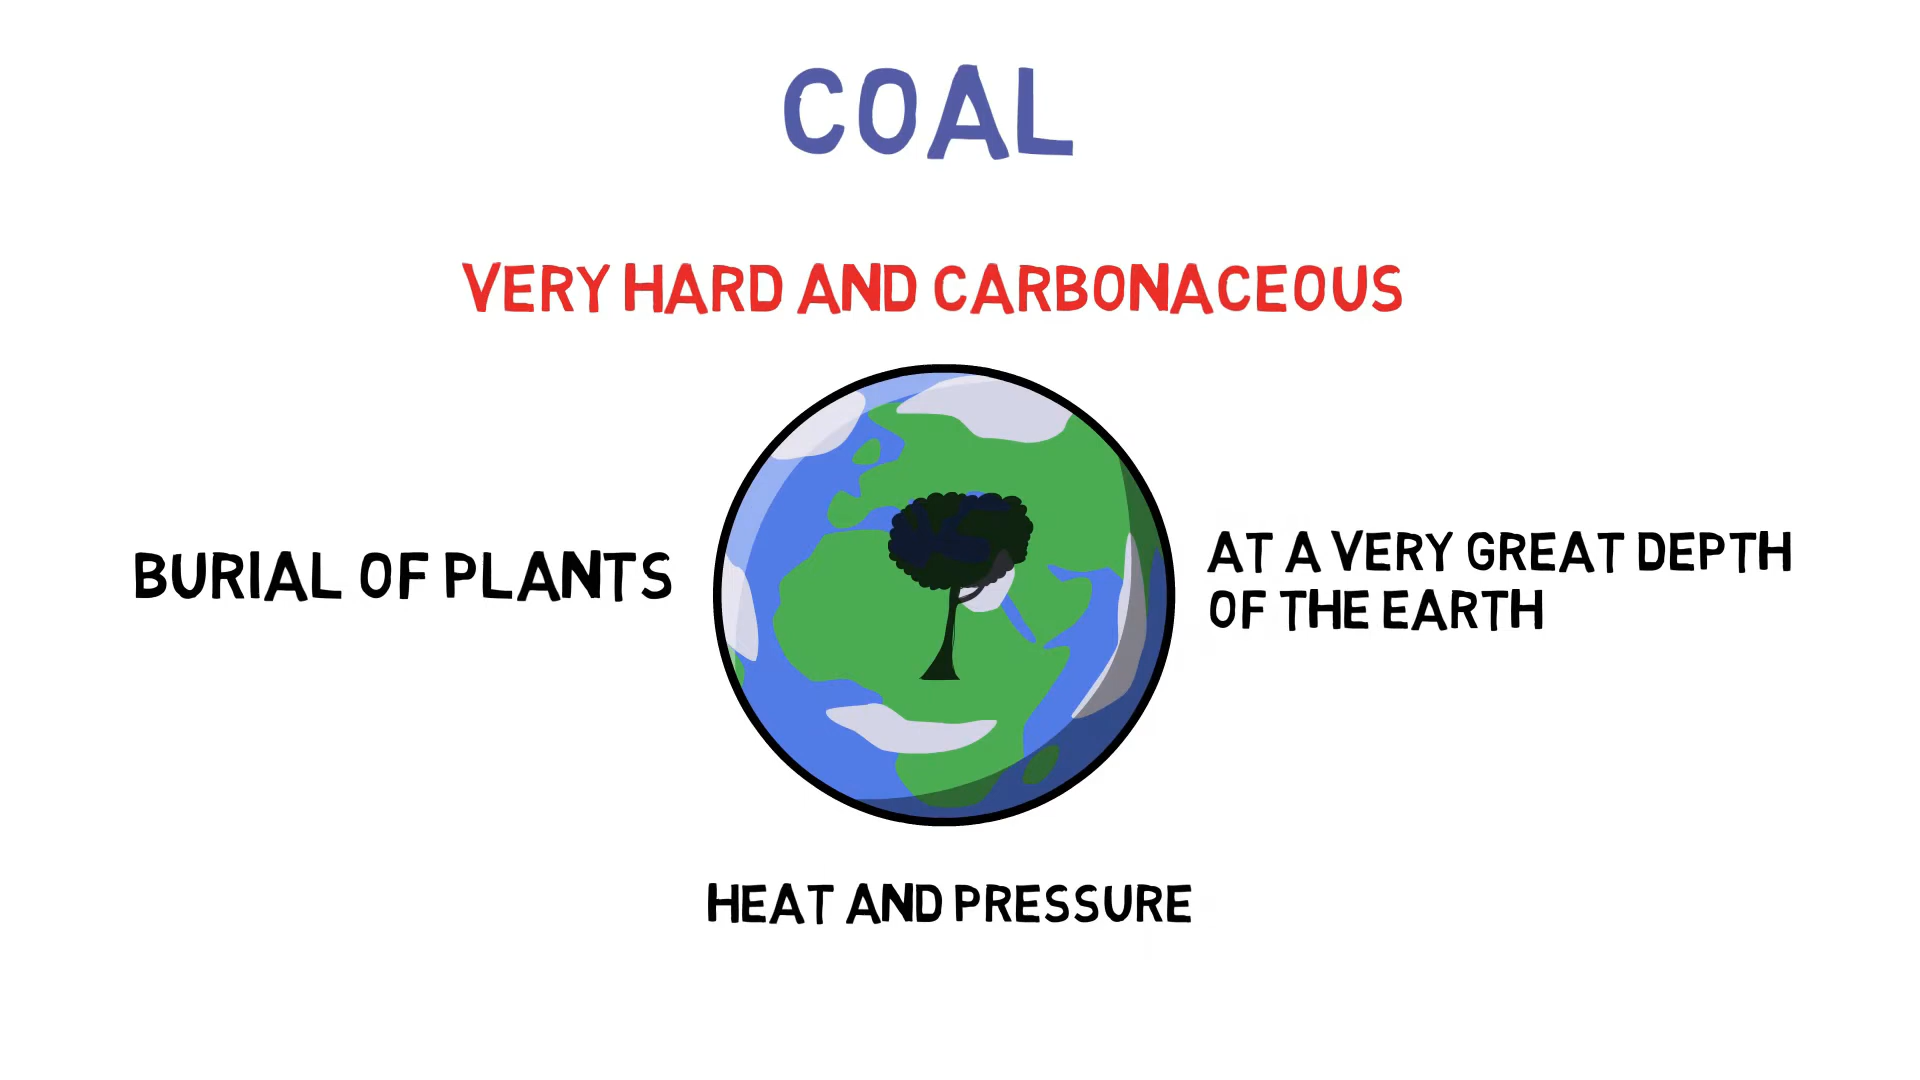 COAL
VERY HARD AND CARBONACEOUS
BURIAL OF PLANTS
AT A VERY GREAT DEPTH
OF THE EARTH
HEAT AND PRESSURE